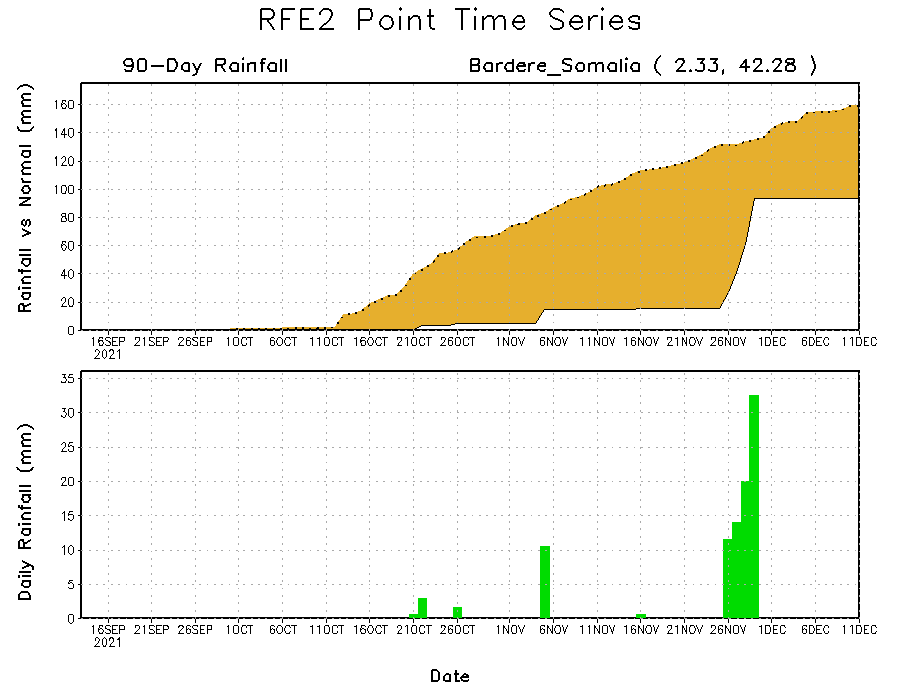 RFE2 Point Time Series
90-Day Rainfall
Bardere_Somalia ( 2.33, 42.28 )
Rainfall vs Normal (mm)
160
140
120
100
80
60
40
20
0
16SEP 21SEP 26SEP 1OCT 6OCT 11OCT 16OCT 21OCT 26OCT 1NOV 6NOV 11NOV 16NOV 21NOV 26NOV 1DEC 6DEC 11DEC
2021
Daily Rainfall (mm)
35
30
25
20
15
10
5
0
16SEP 21SEP 26SEP 1OCT 6OCT 11OCT 16OCT 21OCT 26OCT 1NOV 6NOV 11NOV 16NOV 21NOV 26NOV 1DEC 6DEC 11DEC
2021
Date